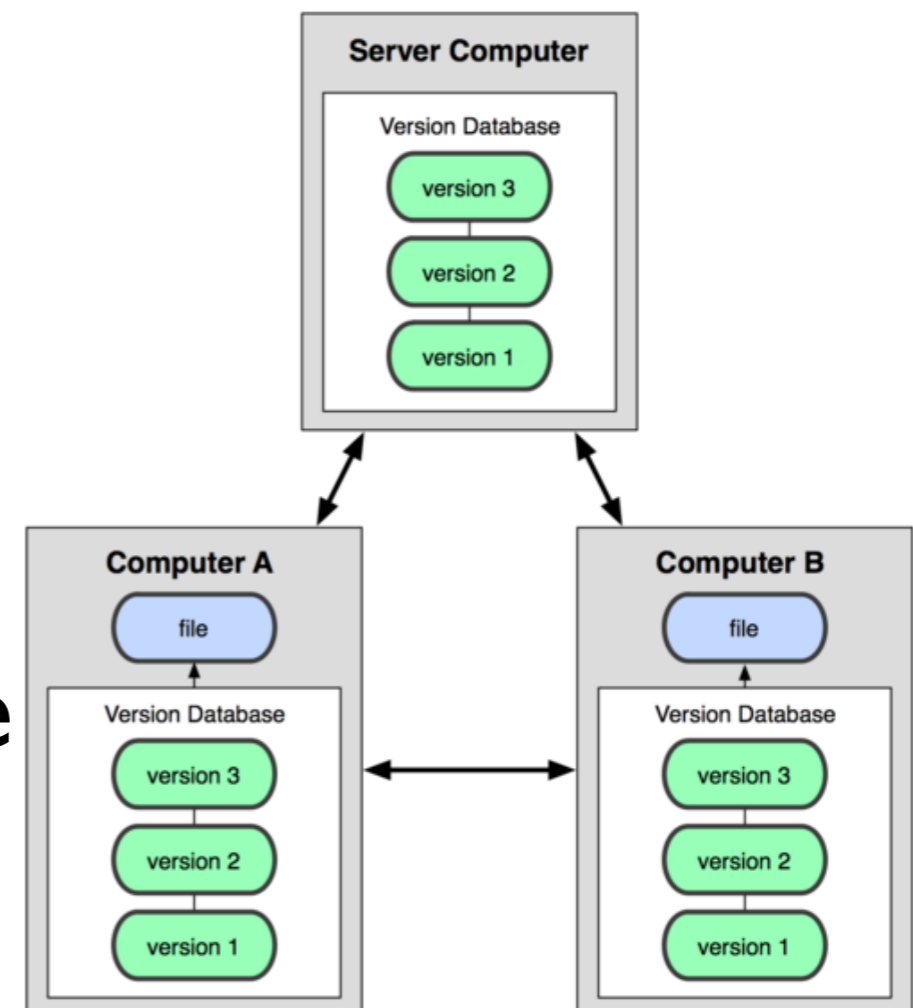 Server Computer
Version Database
version 3
version 2
version 1
Computer A
file
Version Database
version 3
version 2
version 1
Computer B
file
Version Database
version 3
version 2
version 1
e